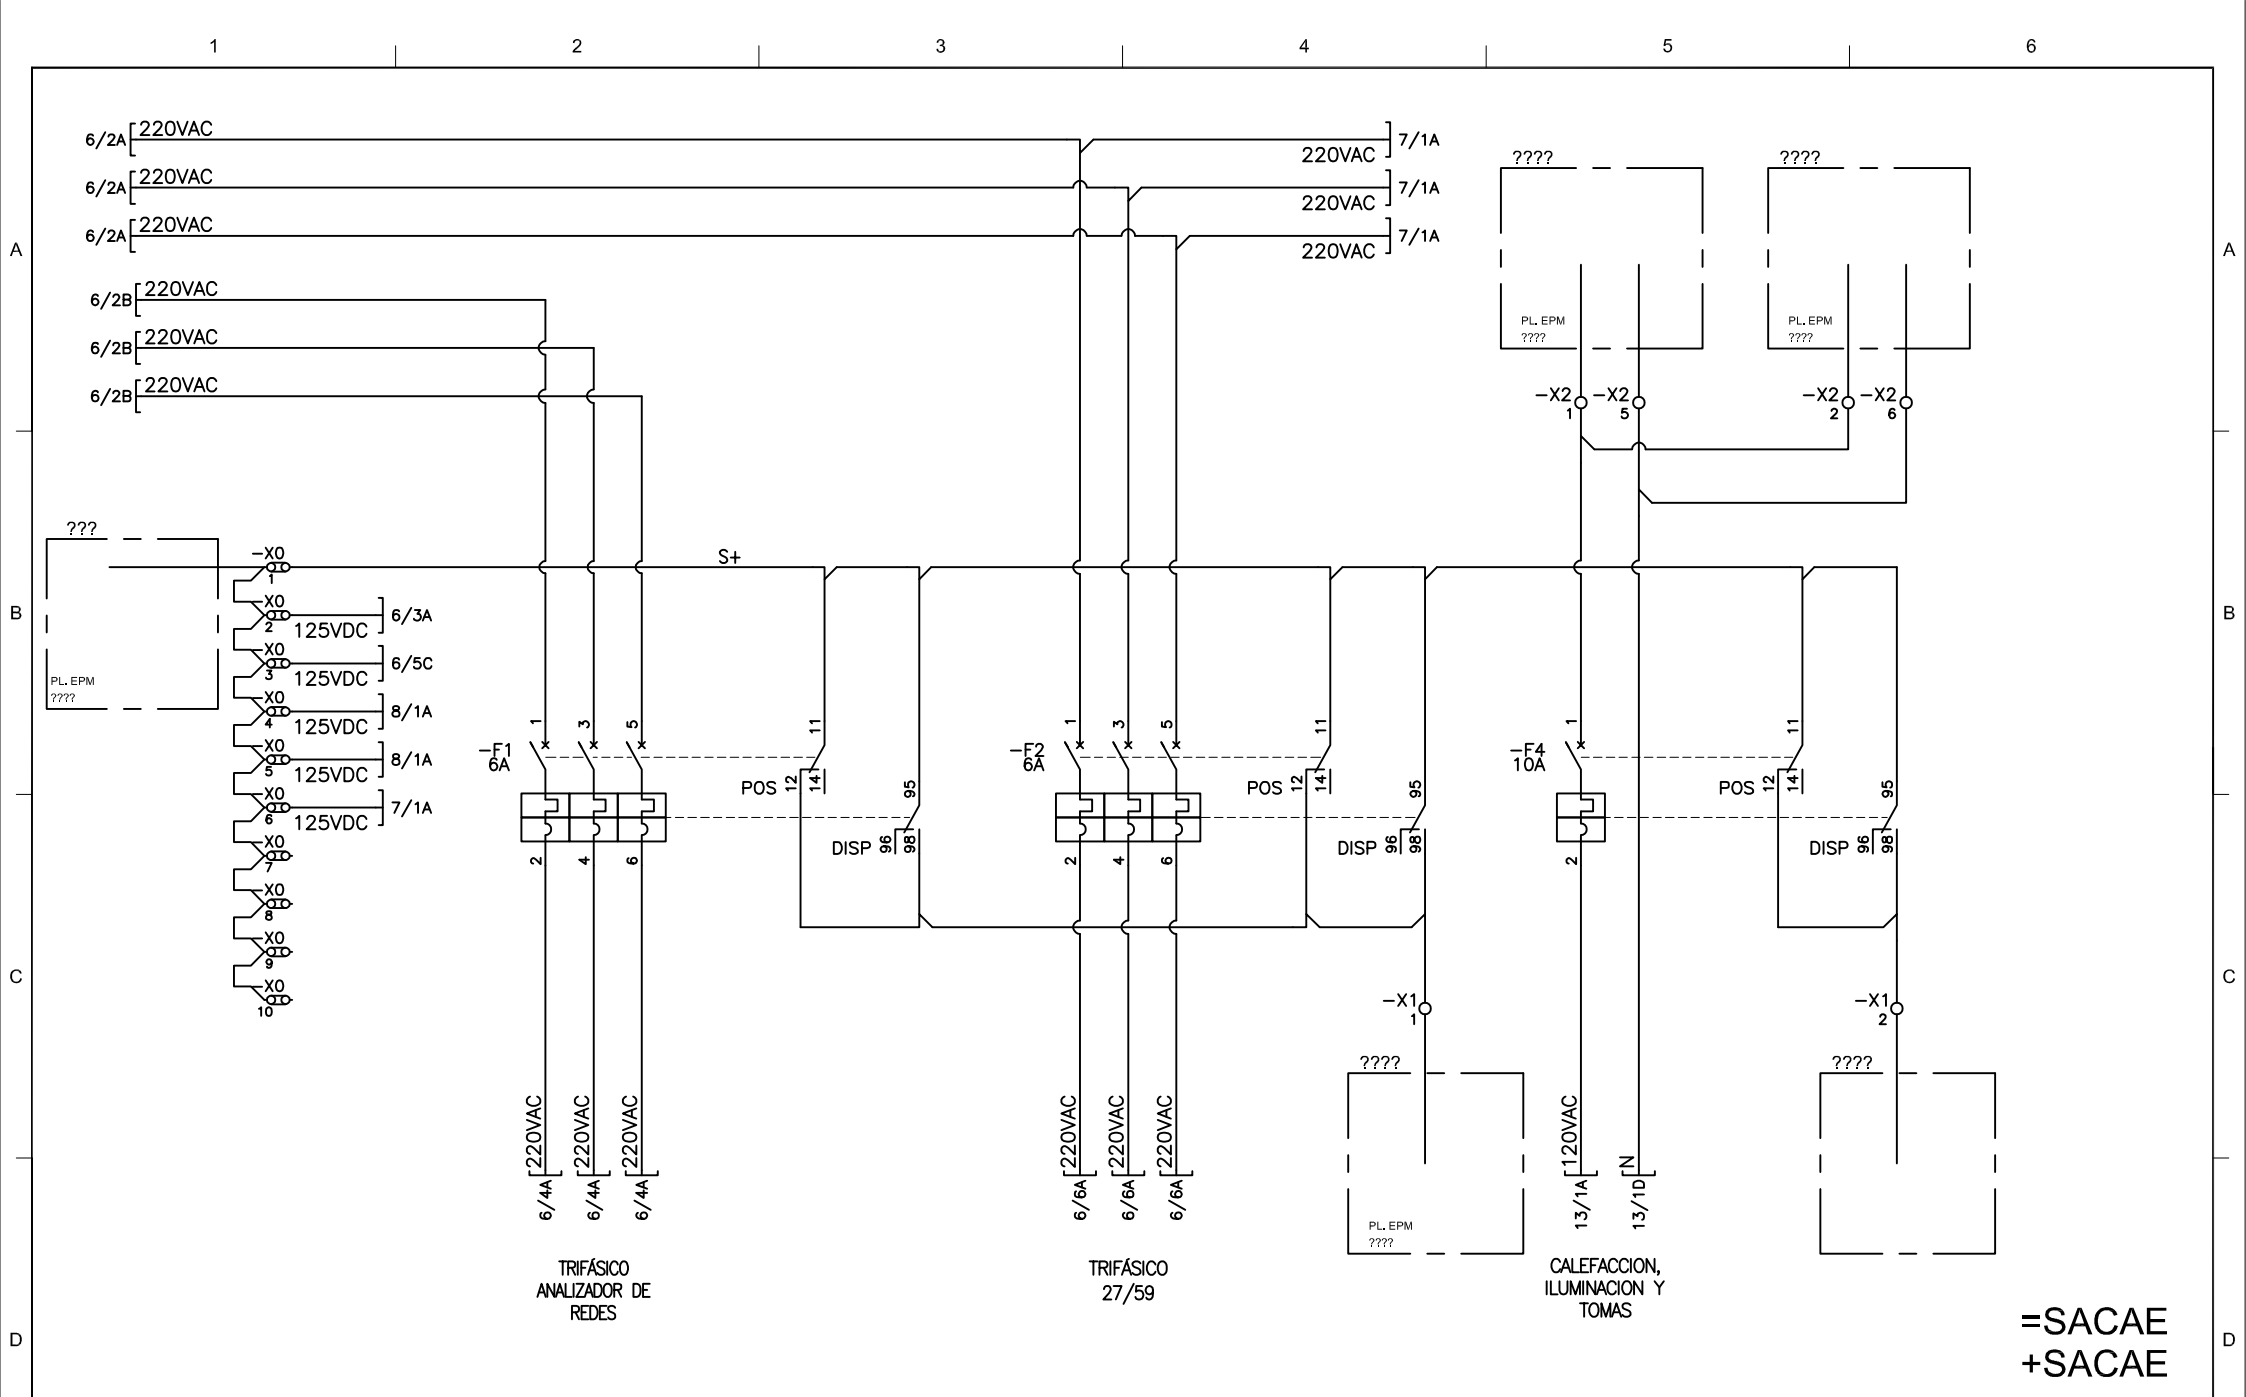 1 2 3 4 5 6
6/2A 220VAC 7/1A
220VAC
6/2A 220VAC 7/1A
220VAC
6/2A 220VAC 7/1A
220VAC
A A
???? ????
6/2B 220VAC
6/2B 220VAC
6/2B 220VAC
PL. EPM PL. EPM
???? ????
-X2 -X2 -X2 -X2
1 5 2 6
???
S+
-X0
1
X0
2 125VDC 6/3A
B B
X0
3 125VDC 6/5C
PL. EPM
????
X0
4 125VDC 8/1A
X0
5 125VDC 8/1A
X0
6 125VDC 7/1A
X0
7
X0
8
X0
9
X0
10
1 3 5 11 1 3 5 11 1 11
-F1 -F2 -F4
6A 6A 10A
POS 12 14 95 POS 12 14 95 POS 12 14 95
DISP 96 98 DISP 96 98 DISP 96 98
2 4 6 2 4 6 2
C C
-X1 -X1
1 2
???? ????
220VAC 220VAC 220VAC 220VAC 220VAC 220VAC 120VAC N
6/4A 6/4A 6/4A 6/6A 6/6A 6/6A 13/1A 13/1D
PL. EPM
????
TRIFÁSICO
ANALIZADOR DE
REDES
TRIFÁSICO
27/59
CALEFACCION,
ILUMINACION Y
TOMAS
D D
=SACAE
+SACAE